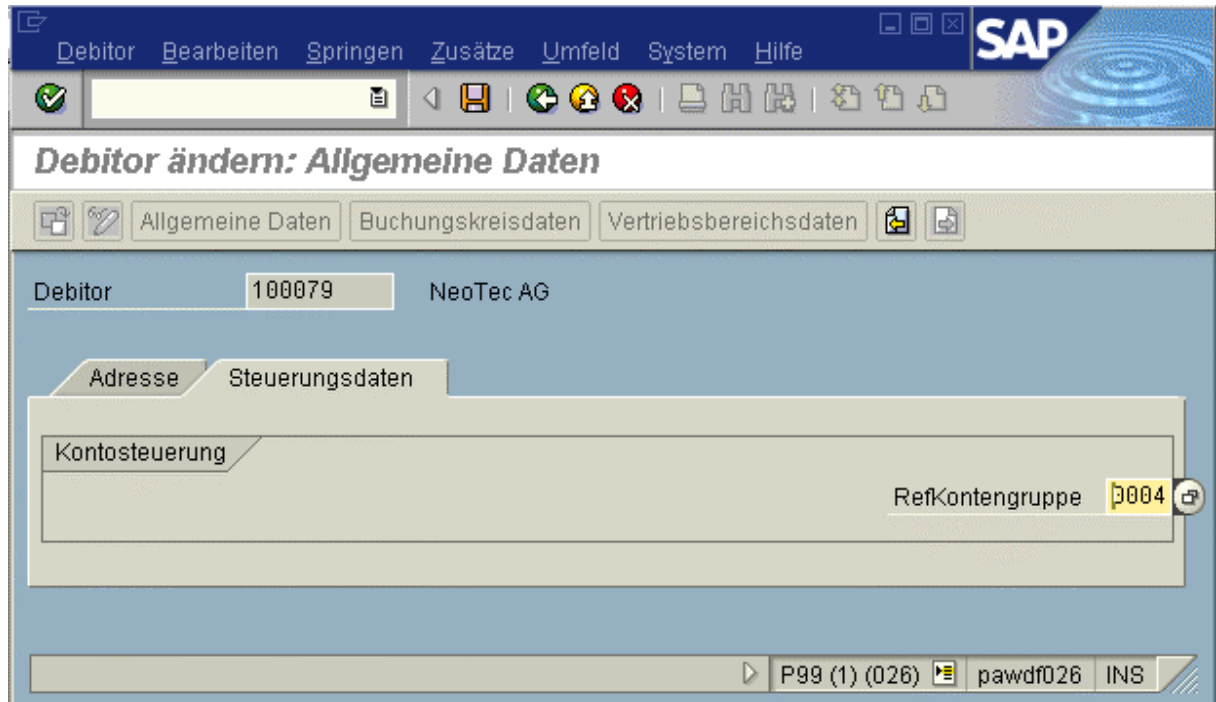 Debitor Bearbeiten Springen Zusätze Umfeld System Hilfe
SAP
Debitor ändern: Allgemeine Daten
Allgemeine Daten Buchungskreisdaten Vertriebsbereichsdaten
Debitor 100079 NeoTec AG
Adresse Steuerungsdaten
Kontosteuerung
RefKontengruppe 0004
P99 (1) (026) pawdf026 INS